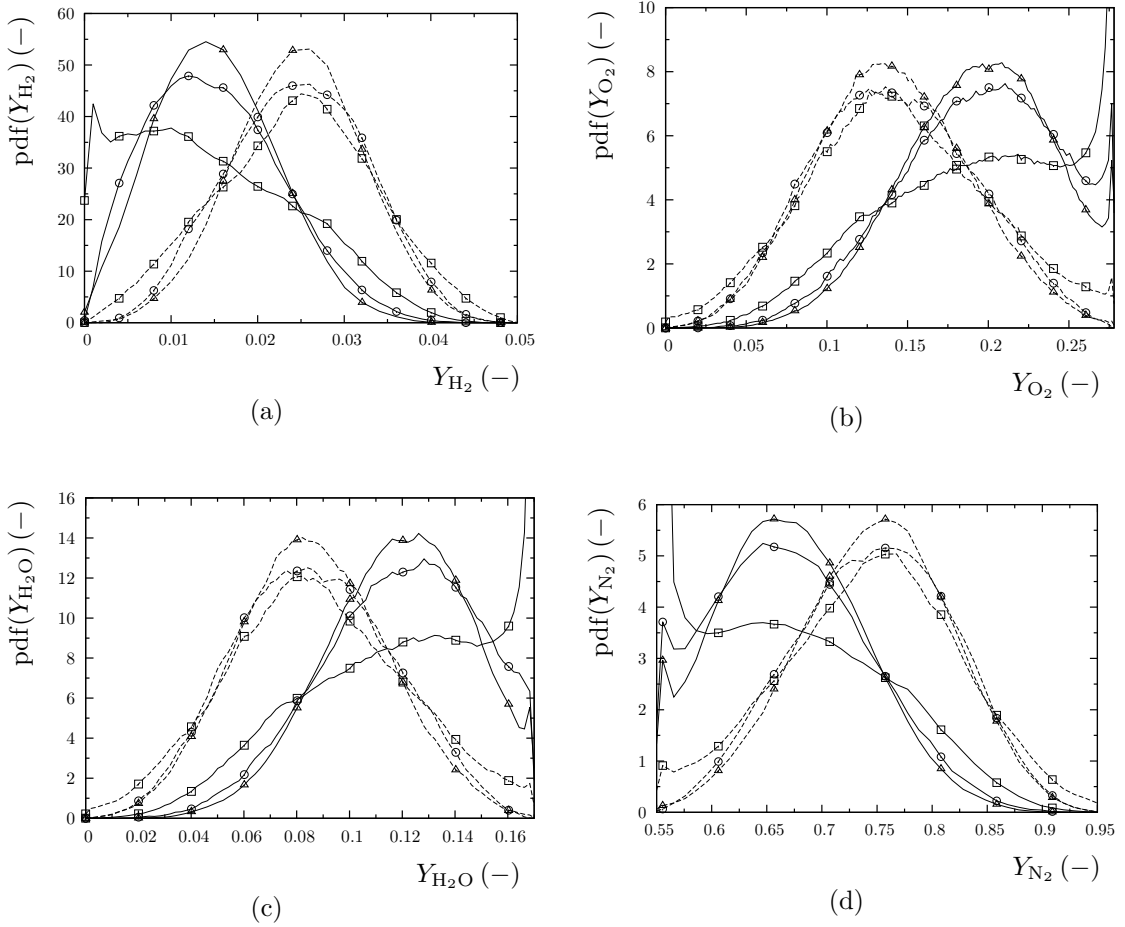 pdf(Y_H2) (−)
60
50
40
30
20
10
0
0 0.01 0.02 0.03 0.04 0.05
Y_H2 (−)
(a)
pdf(Y_O2) (−)
10
8
6
4
2
0
0.05 0.1 0.15 0.2 0.25
Y_O2 (−)
(b)
pdf(Y_H2O) (−)
16
14
12
10
8
6
4
2
0
0 0.02 0.04 0.06 0.08 0.1 0.12 0.14 0.16
Y_H2O (−)
(c)
pdf(Y_N2) (−)
6
5
4
3
2
1
0
0.55 0.6 0.65 0.7 0.75 0.8 0.85 0.9 0.95
Y_N2 (−)
(d)